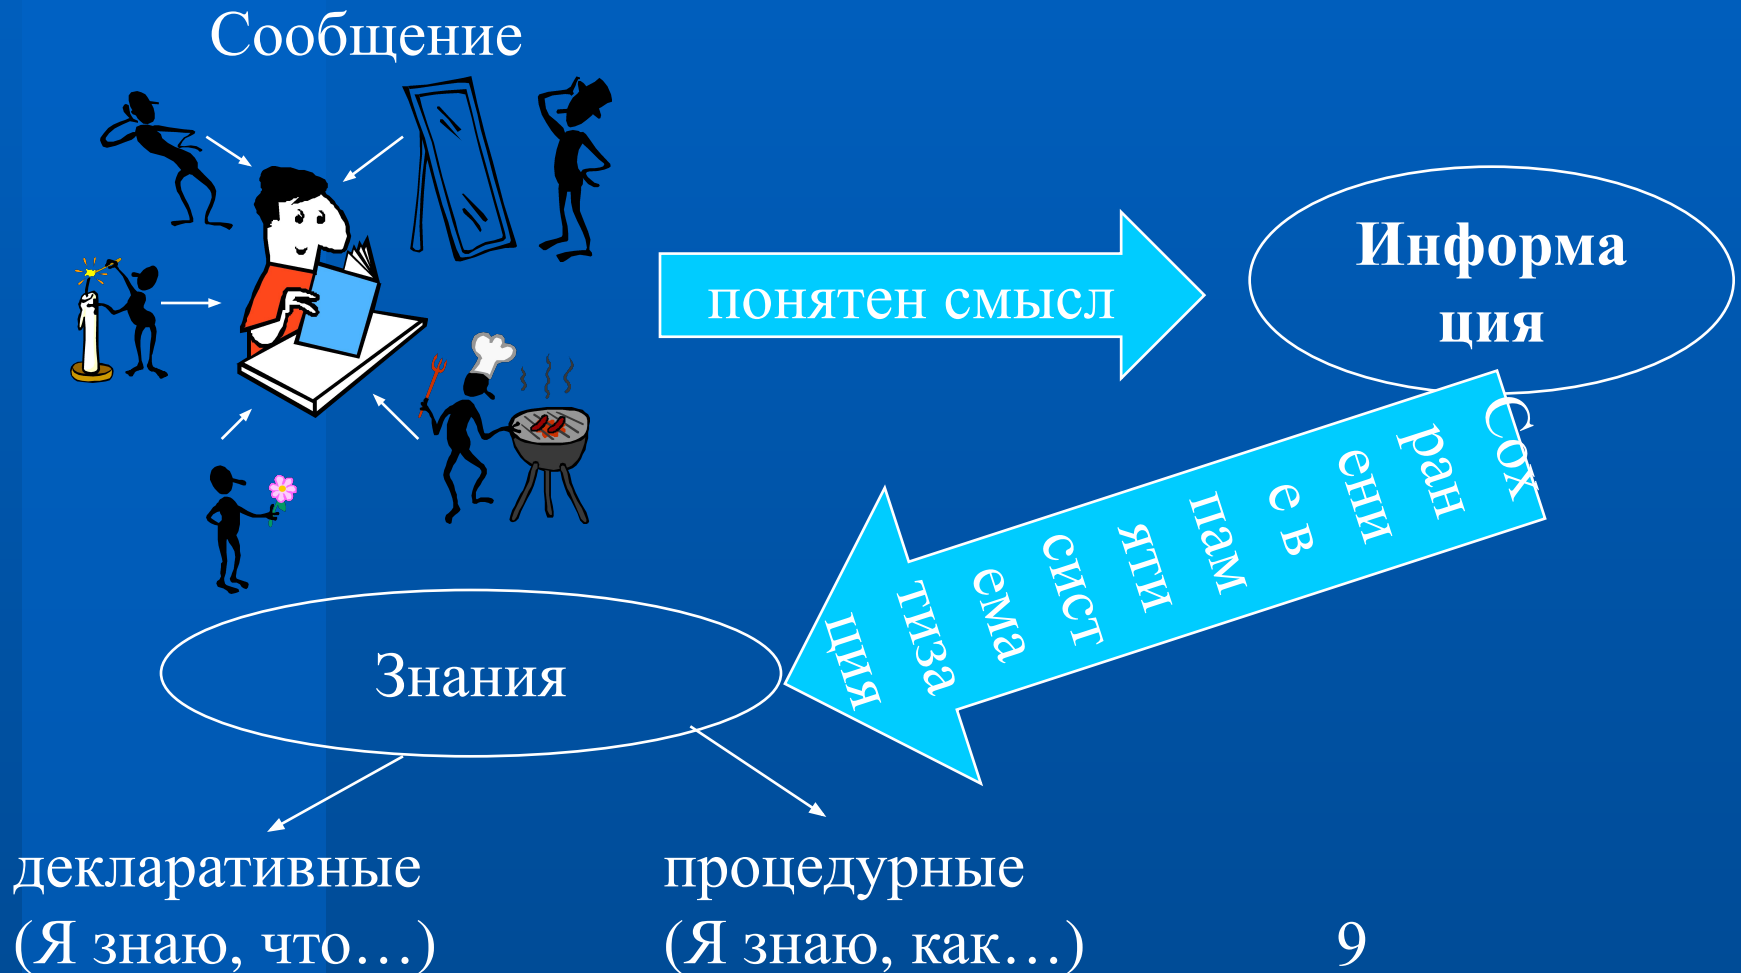 Сообщение
понятен смысл
Информа
ция
Сох
ран
ени
е в
пам
яти
сист
ема
тиза
ция
Знания
декларативные
(Я знаю, что…)
процедурные
(Я знаю, как…)
9